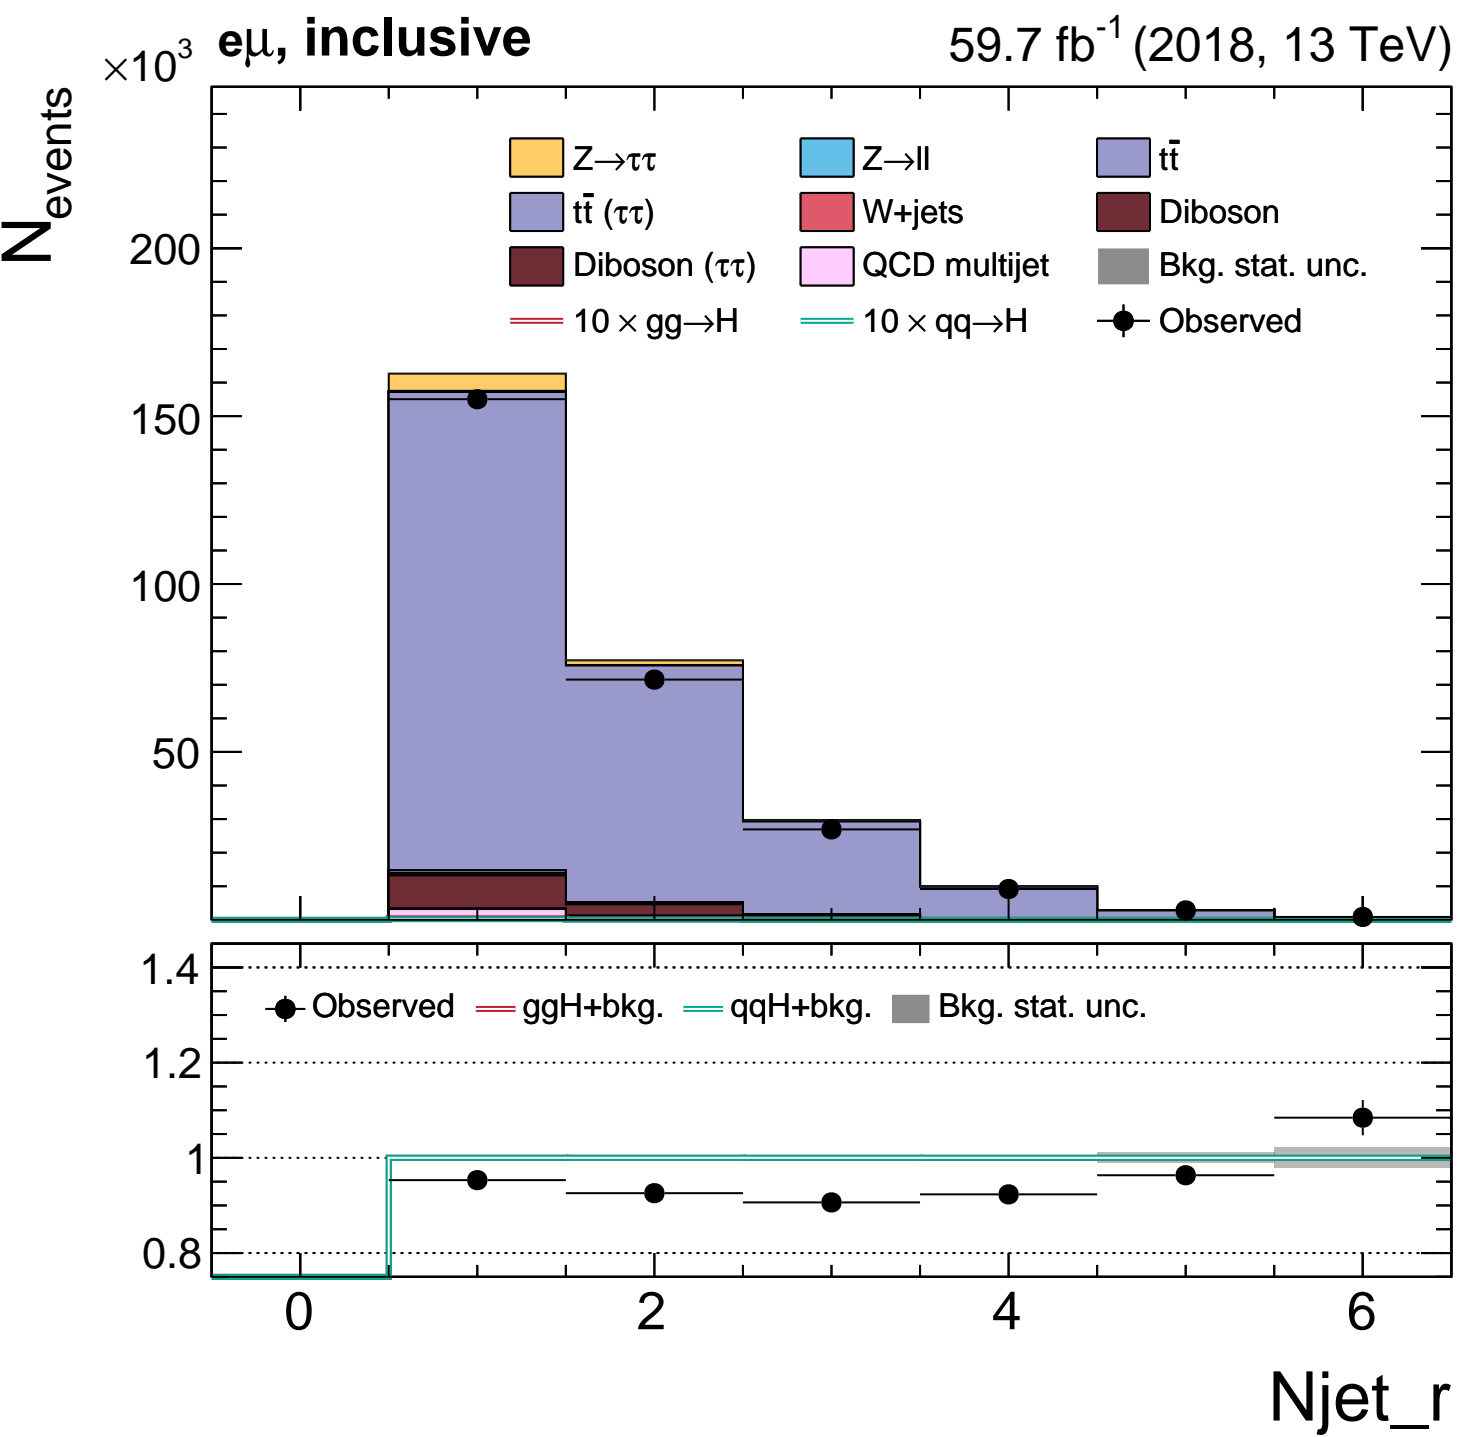 ×10³ eμ, inclusive 59.7 fb⁻¹ (2018, 13 TeV)
N_events
Z→ττ Z→ll tt̄
tt̄ (ττ) W+jets Diboson
Diboson (ττ) QCD multijet Bkg. stat. unc.
10 × gg→H 10 × qq→H Observed
200
150
100
50
1.4
Observed ggH+bkg. qqH+bkg. Bkg. stat. unc.
1.2
1
0.8
0 2 4 6
Njet_r